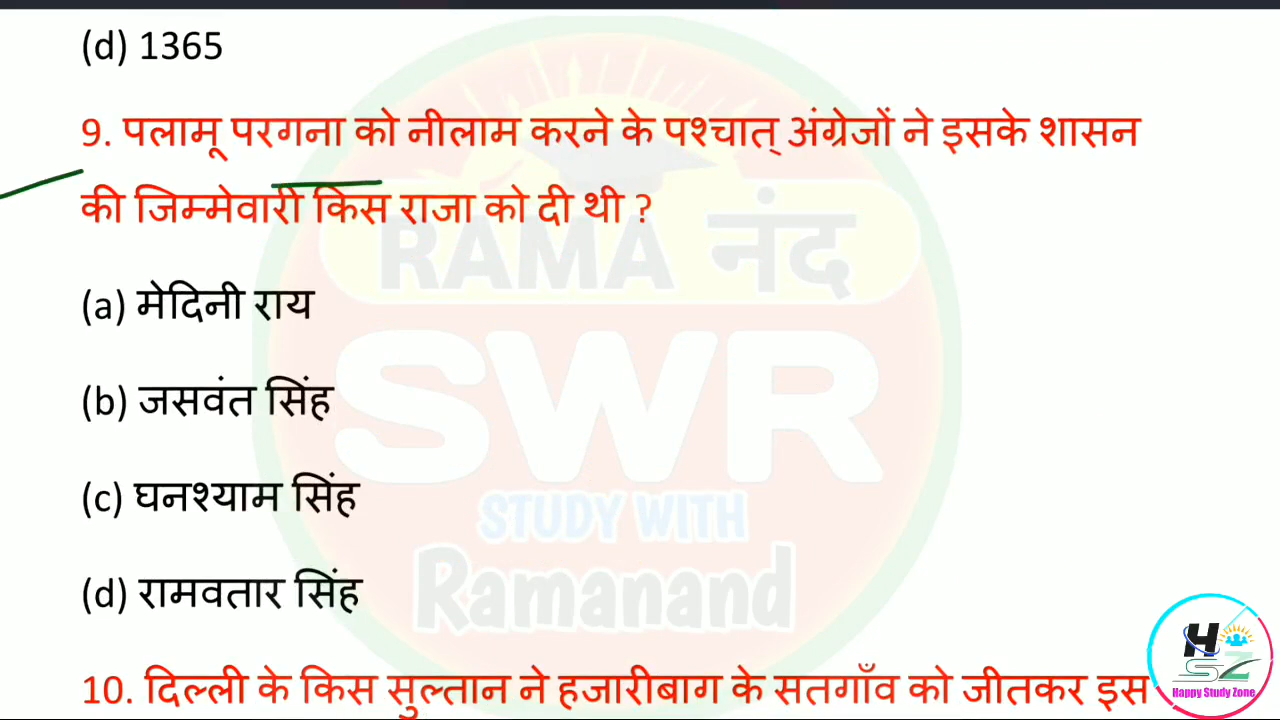 (d) 1365
9. पलामू परगना को नीलाम करने के पश्चात् अंग्रेजों ने इसके शासन
की जिम्मेवारी किस राजा को दी थी ?
RAMA नंद
(a) मेदिनी राय
SWR
(b) जसवंत सिंह
(c) घनश्याम सिंह
STUDY WITH
Ramanand
(d) रामवतार सिंह
HSZ
Happy Study Zone
10. दिल्ली के किस सुल्तान ने हजारीबाग के सतगाँव को जीतकर इस